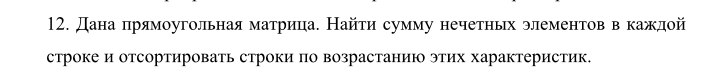 12. Дана прямоугольная матрица. Найти сумму нечетных элементов в каждой
строке и отсортировать строки по возрастанию этих характеристик.